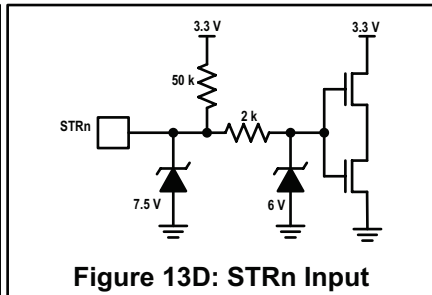 3.3 V 3.3 V
50 k
STRn 2 k
7.5 V 6 V
Figure 13D: STRn Input